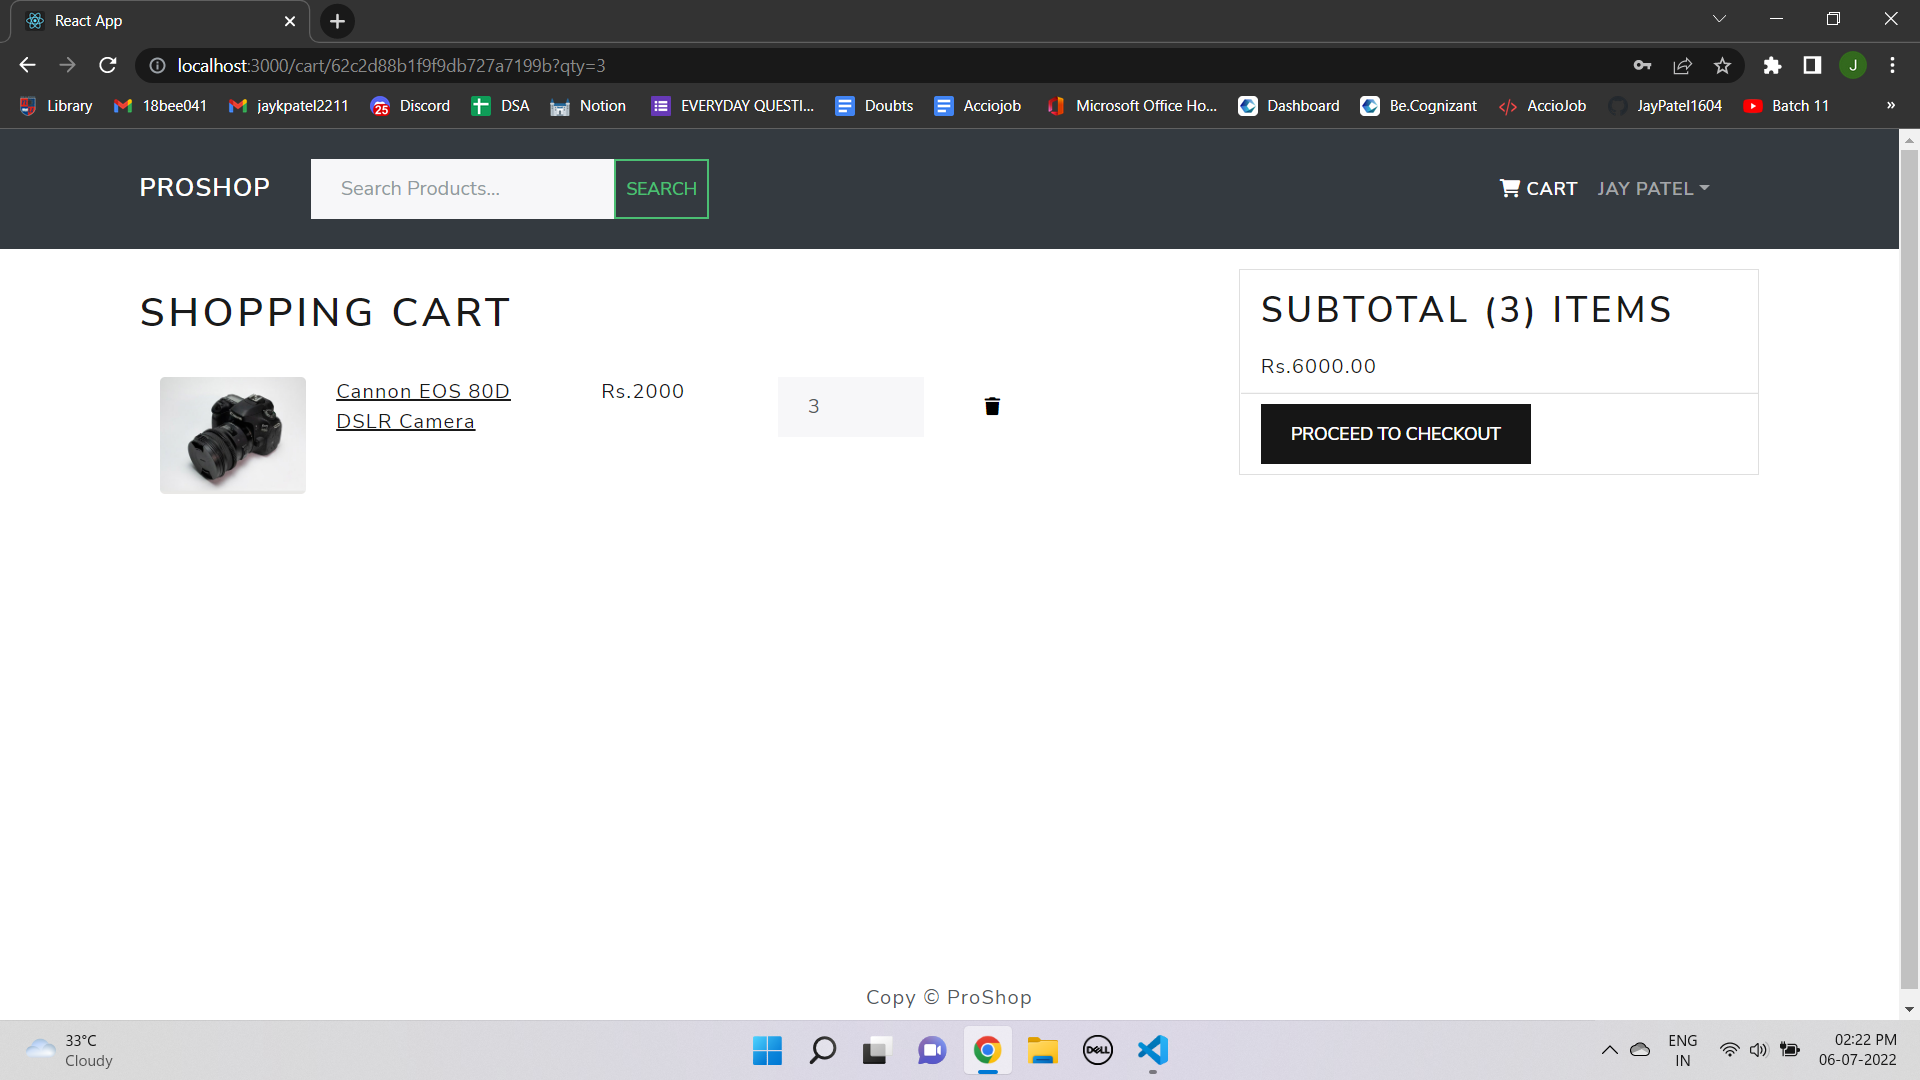 React App
localhost:3000/cart/62c2d88b1f9f9db727a7199b?qty=3
J
Library 18bee041 jaykpatel2211 25 Discord DSA Notion EVERYDAY QUESTI... Doubts Acciojob Microsoft Office Ho... Dashboard Be.Cognizant AccioJob JayPatel1604 Batch 11 »
PROSHOP Search Products... SEARCH CART JAY PATEL
SHOPPING CART
Cannon EOS 80D
DSLR Camera
Rs.2000
3
SUBTOTAL (3) ITEMS
Rs.6000.00
PROCEED TO CHECKOUT
Copy © ProShop
33°C
Cloudy
DELL
ENG
IN
02:22 PM
06-07-2022